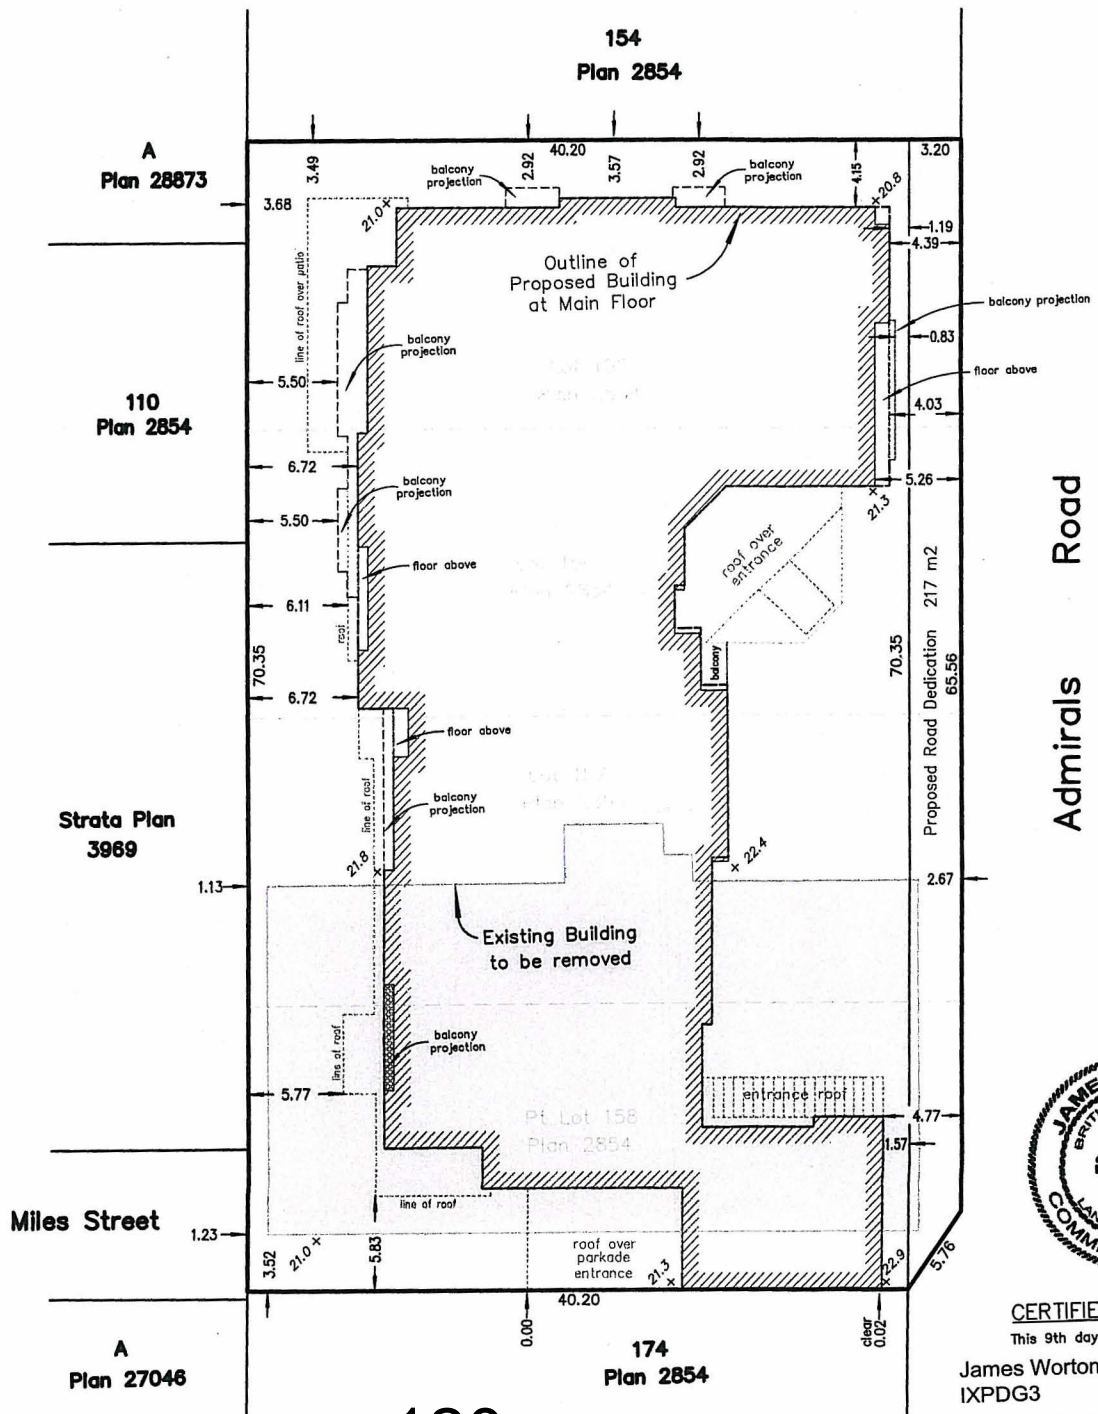 154
Plan 2854
A
Plan 28873
3.49
2.92
40.20
3.57
2.92
4.15
3.20
balcony
projection
balcony
projection
3.68
21.0
20.8
1.19
4.39
line of roof over patio
Outline of
Proposed Building
at Main Floor
balcony projection
0.83
floor above
balcony
projection
5.50
4.03
110
Plan 2854
6.72
5.26
balcony
projection
5.50
21.3
Road
roof over
entrance
floor above
6.11
roof
217 m2
70.35
70.35
65.56
balcony
6.72
Proposed Road Dedication
Admirals
floor above
line of roof
balcony
projection
Strata Plan
3969
21.8
22.4
1.13
2.67
Existing Building
to be removed
line of roof
balcony
projection
5.77
entrance roof
4.77
Pt Lot 158
Plan 2854
1.57
Miles Street
line of roof
1.23
3.52
21.0
5.83
roof over
parkade
entrance
21.3
22.9
5.76
40.20
0.00
clear
0.02
A
Plan 27046
174
Plan 2854
CERTIFIE
This 9th day
James Worton
IXPDG3